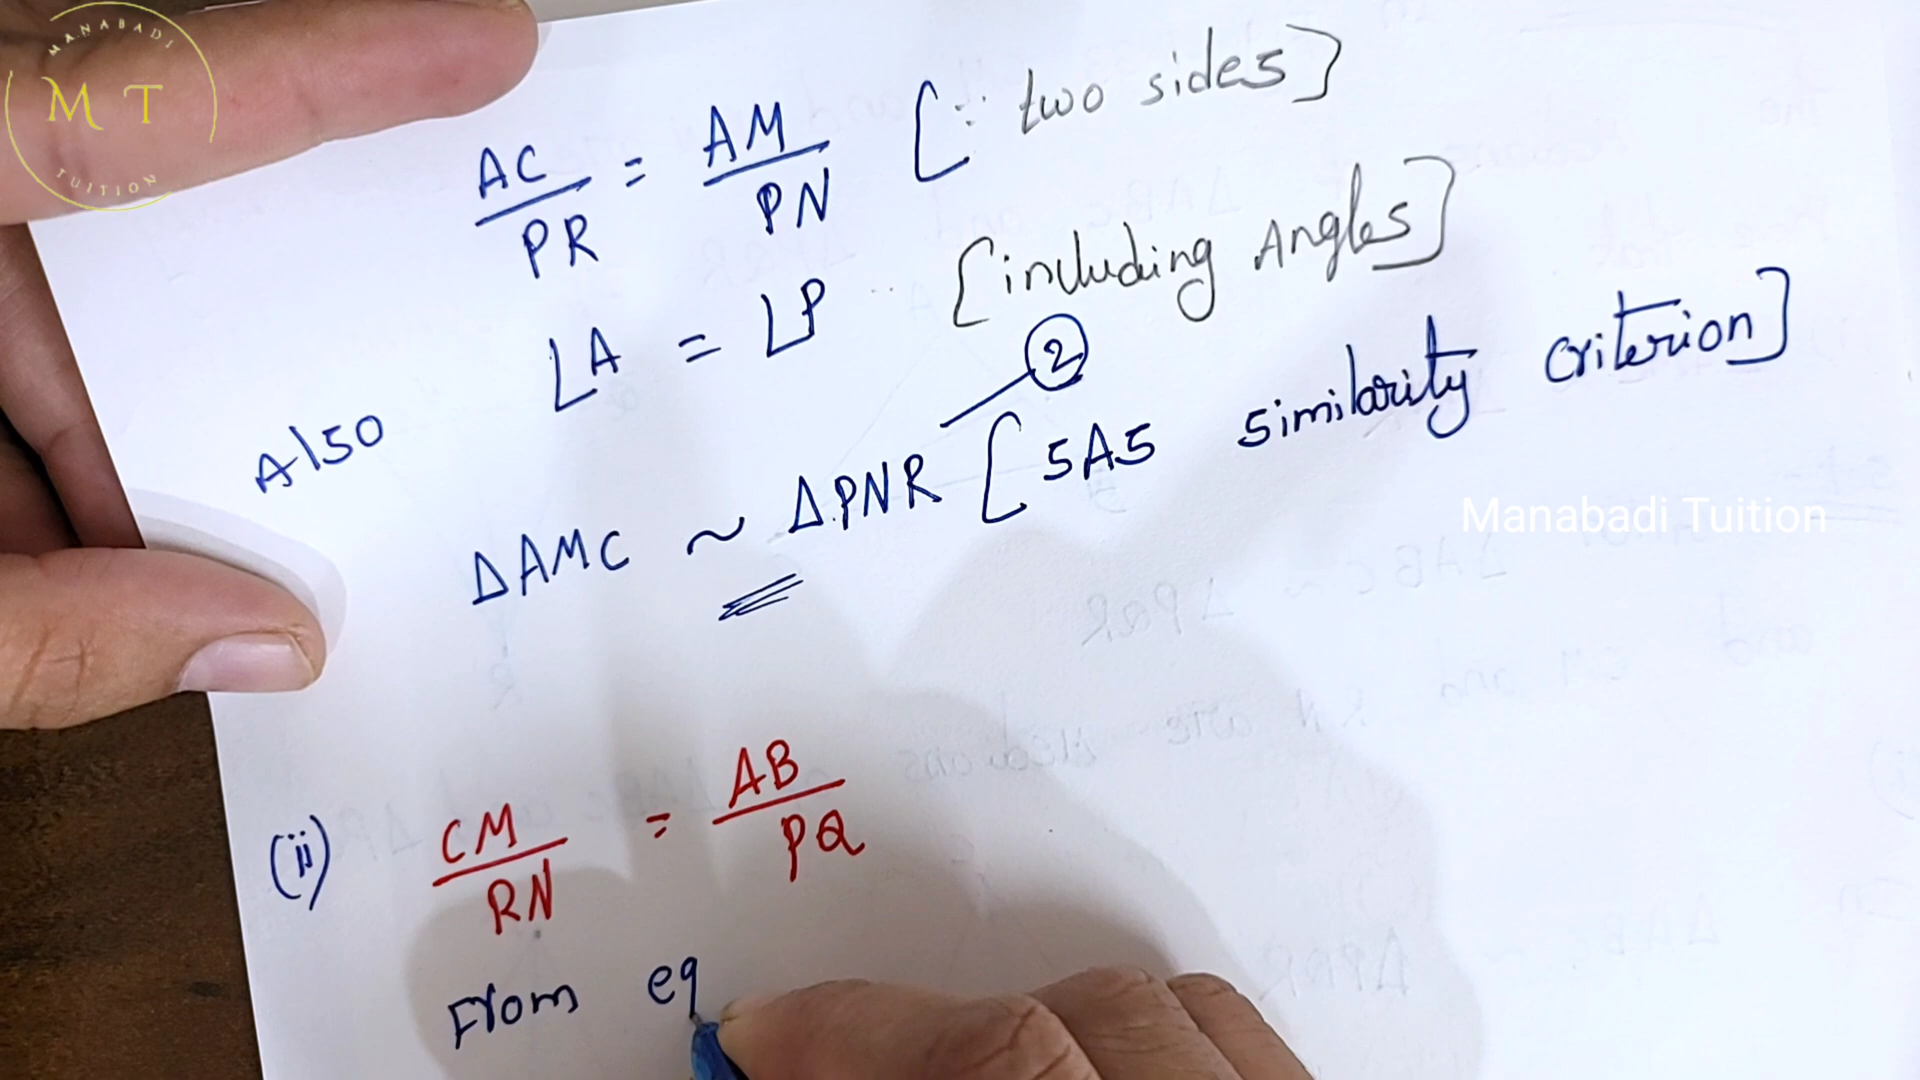 MANABADI
M T
TUITION
AC/PR = AM/PN [∵ two sides]
∠A = ∠P [including Angles]
Also
②
ΔAMC ~ ΔPNR [SAS similarity criterion]
Manabadi Tuition
(ii) CM/RN = AB/PQ
From eq